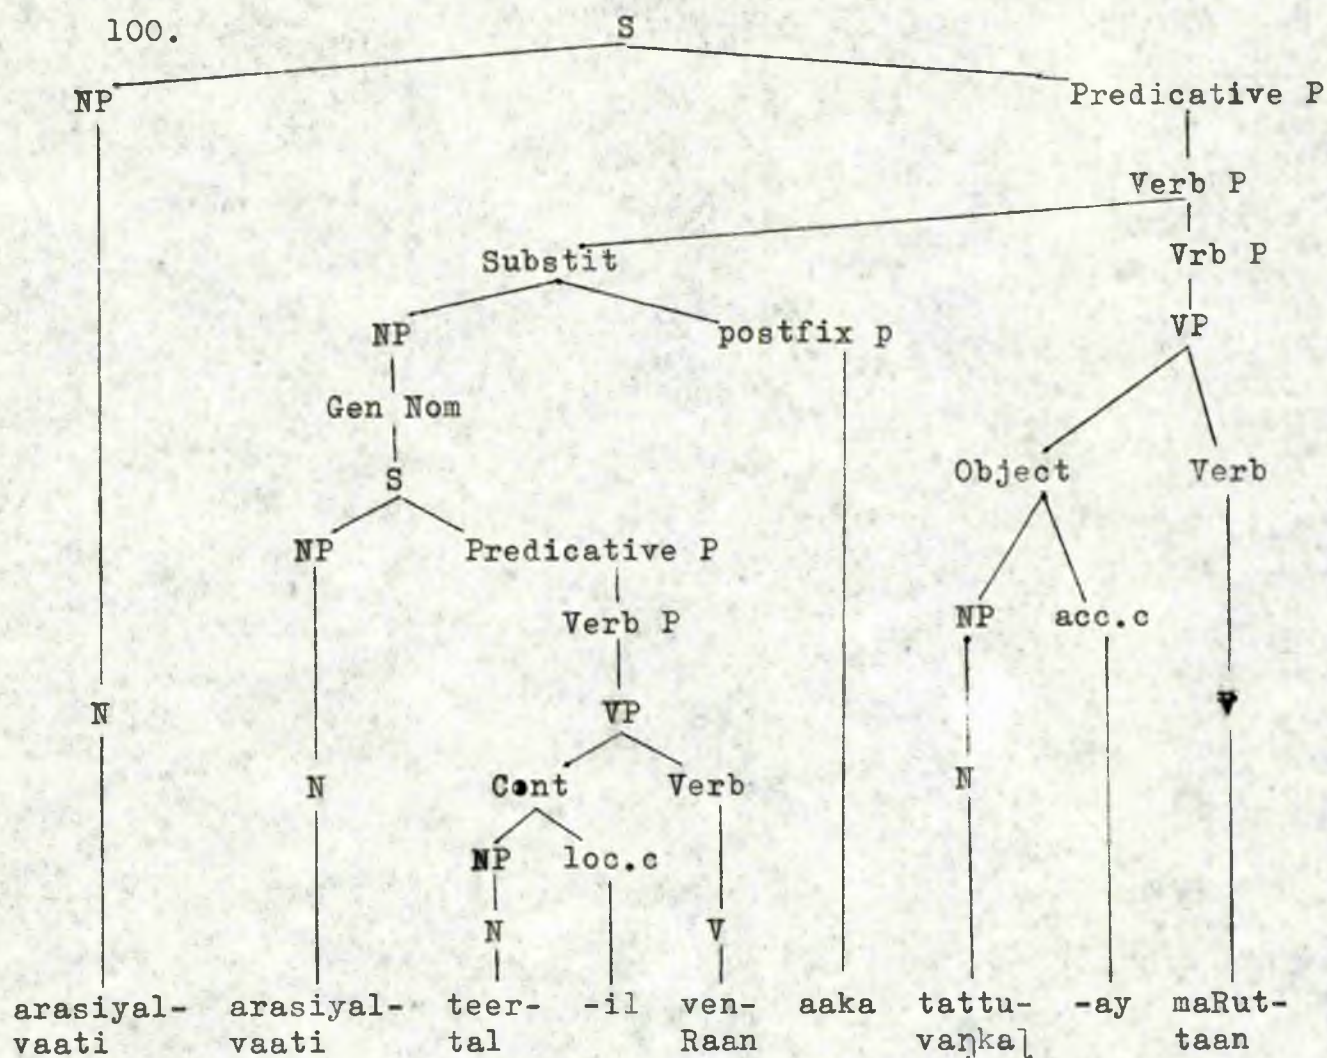 100. S
NP Predicative P
Verb P
Substit Vrb P
NP postfix p VP
Gen Nom
S Object Verb
NP Predicative P
Verb P NP acc.c
N VP V
N Cont Verb N
NP loc.c
N V
arasiyal- arasiyal- teer- -il ven- aaka tattu- -ay maRut-
vaati vaati tal Raan vaηkaļ taan